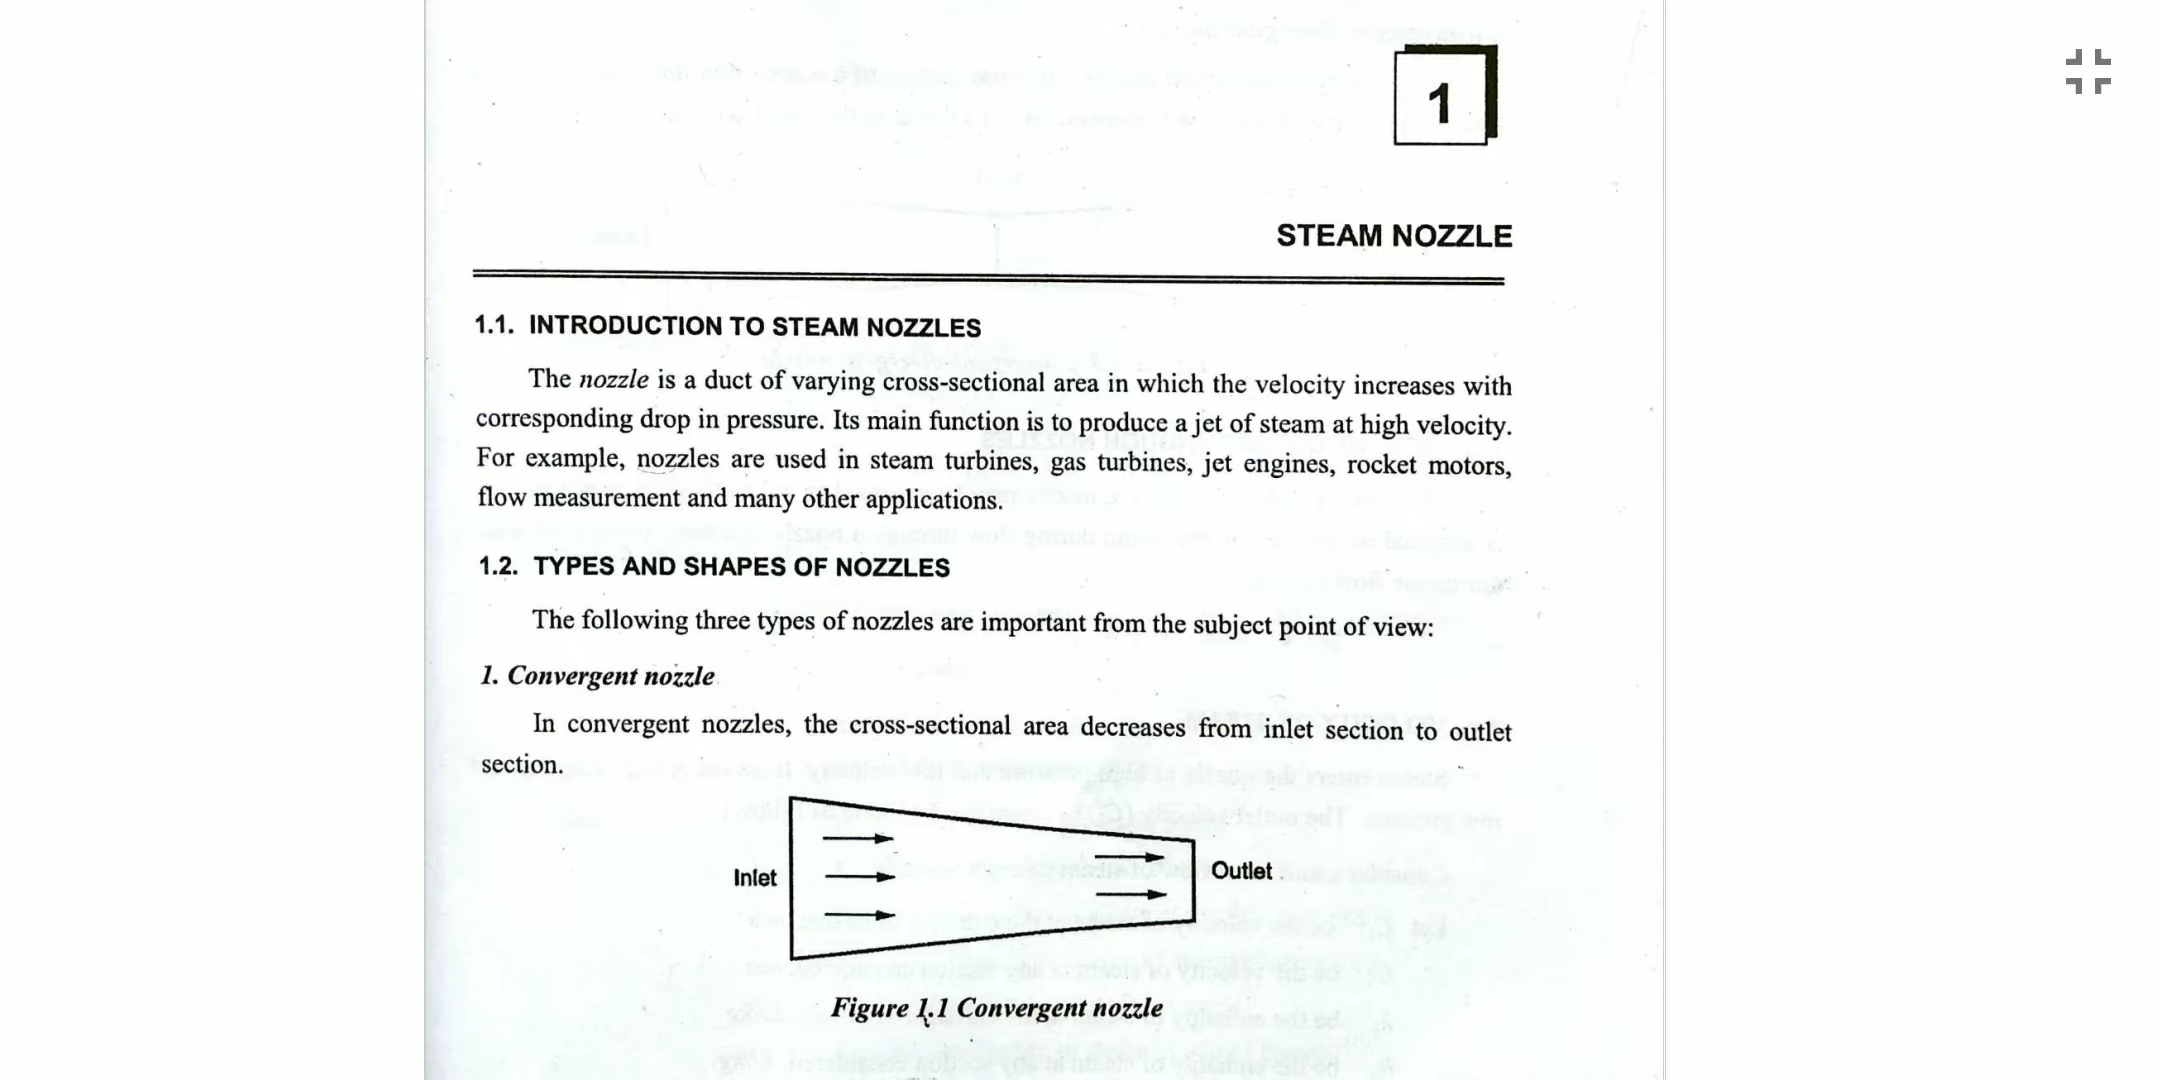 1
STEAM NOZZLE
1.1. INTRODUCTION TO STEAM NOZZLES
The nozzle is a duct of varying cross-sectional area in which the velocity increases with
corresponding drop in pressure. Its main function is to produce a jet of steam at high velocity.
For example, nozzles are used in steam turbines, gas turbines, jet engines, rocket motors,
flow measurement and many other applications.
1.2. TYPES AND SHAPES OF NOZZLES
The following three types of nozzles are important from the subject point of view:
1. Convergent nozzle
In convergent nozzles, the cross-sectional area decreases from inlet section to outlet
section.
Inlet
Outlet
Figure 1.1 Convergent nozzle